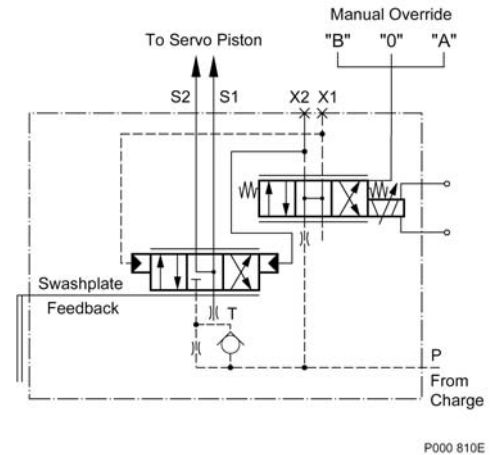 Manual Override
"B" "0" "A"
To Servo Piston
S2 S1 X2 X1
Swashplate
Feedback
T
T
P
From
Charge
P000 810E